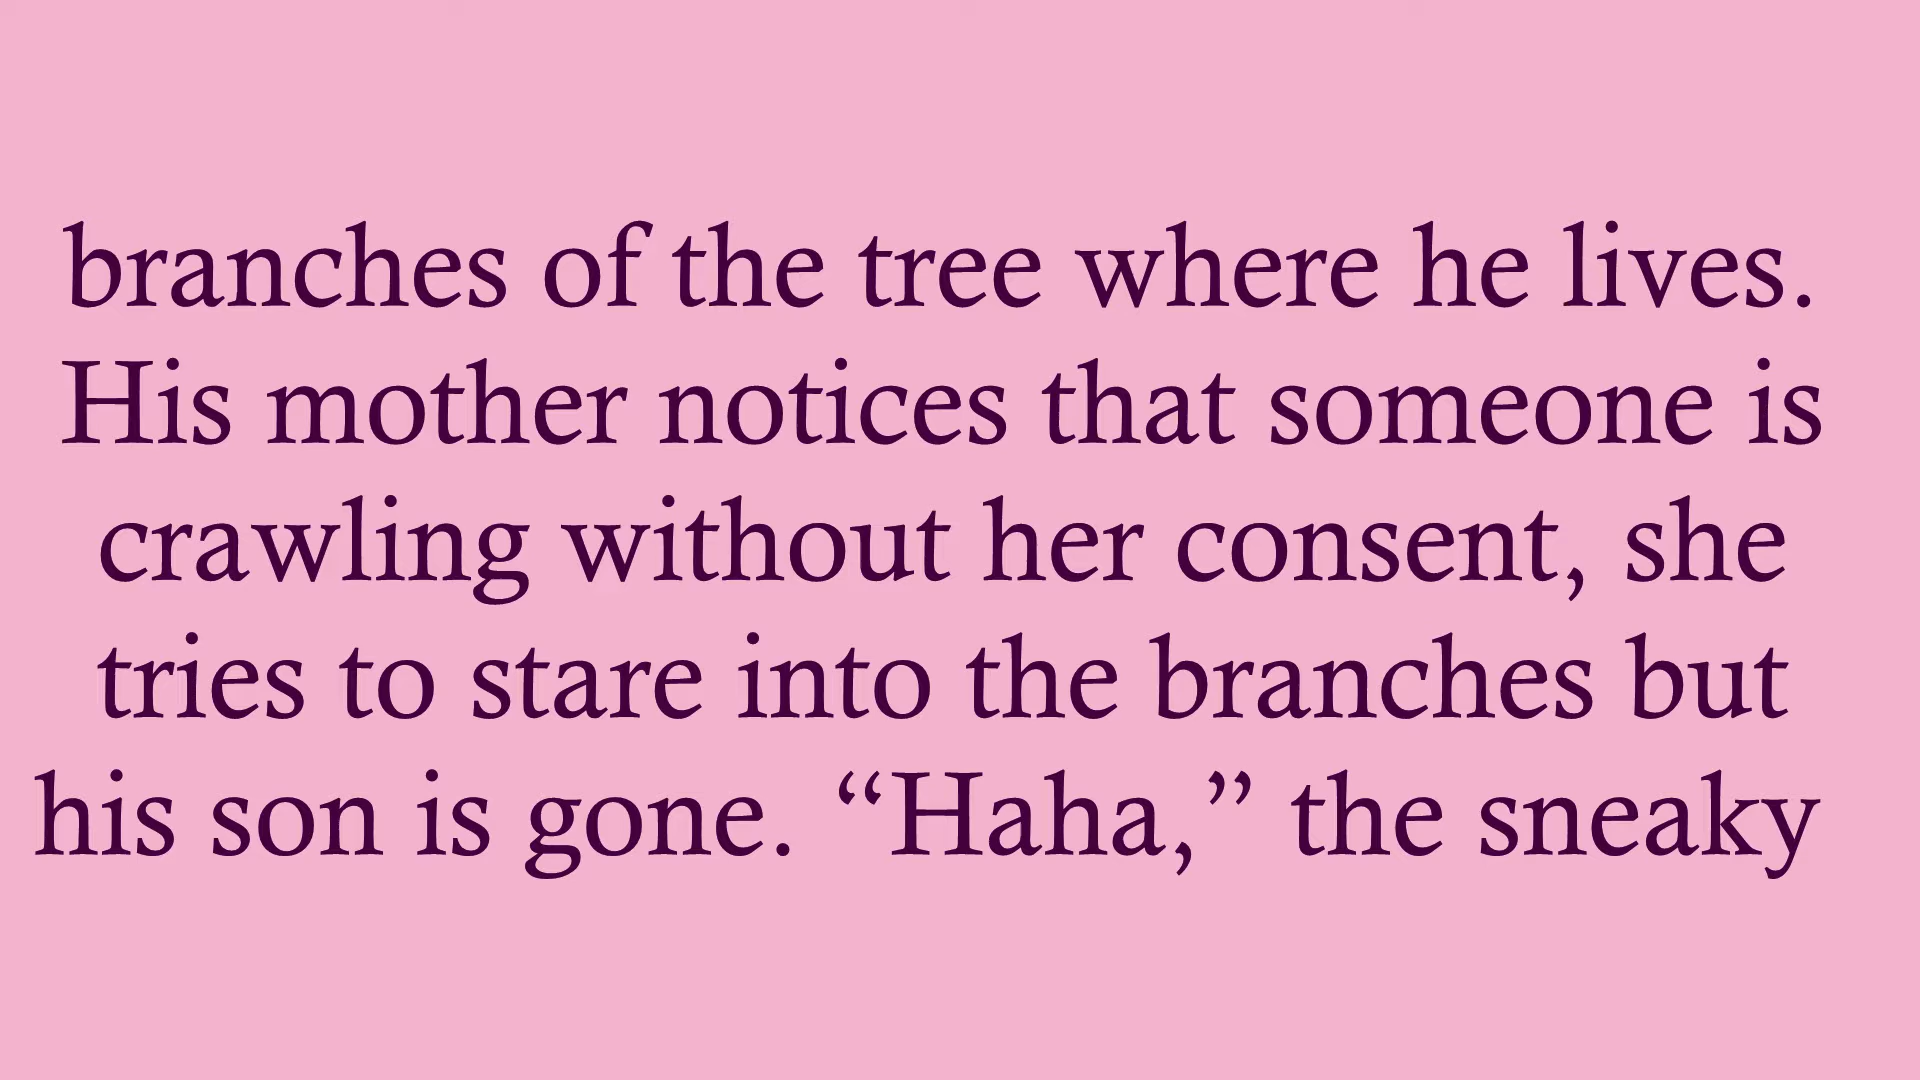 branches of the tree where he lives.
His mother notices that someone is
crawling without her consent, she
tries to stare into the branches but
his son is gone. “Haha,” the sneaky